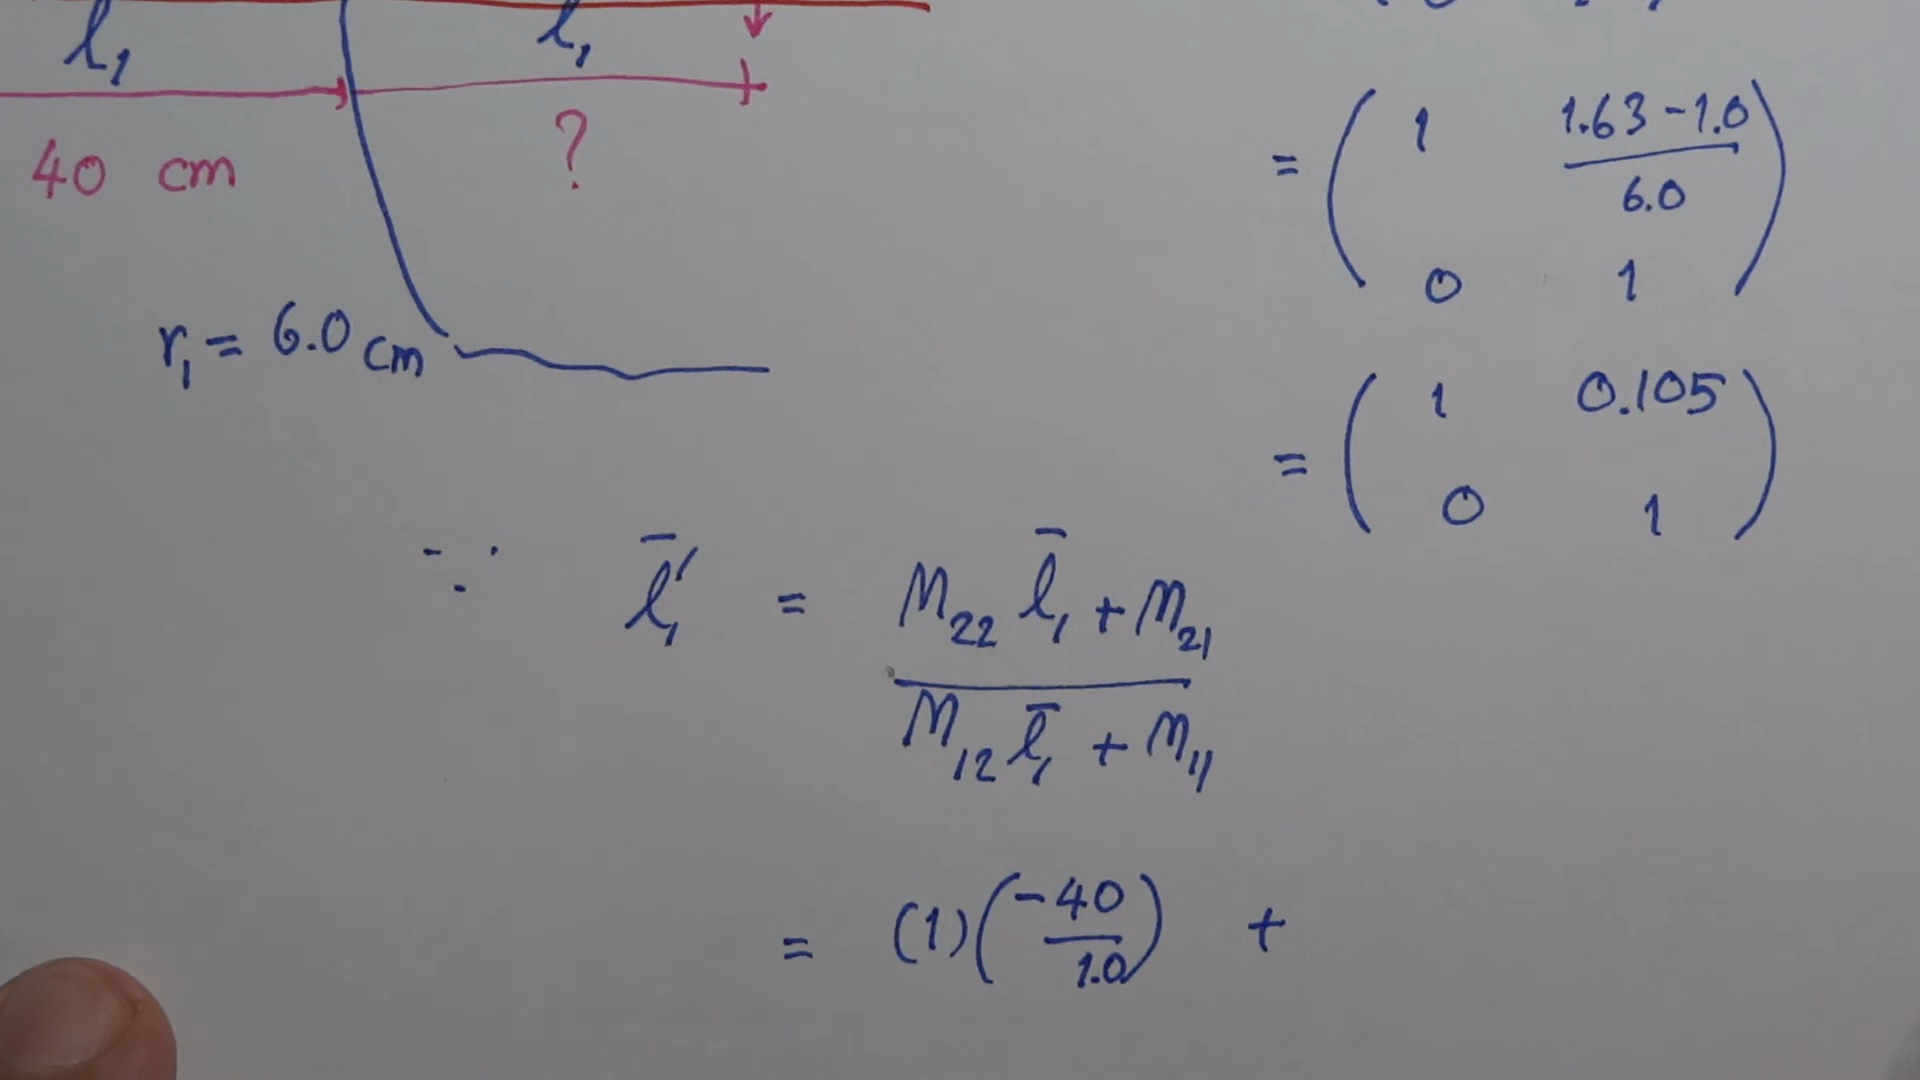 l₁ l₁
40 cm ?
r₁ = 6.0 cm
= ( 1 1.63 - 1.0 / 6.0
0 1 )
= ( 1 0.105
0 1 )
∵ l̄₁′ = M₂₂ l̄₁ + M₂₁ / M₁₂ l̄₁ + M₁₁
= (1)(-40 / 1.0) +